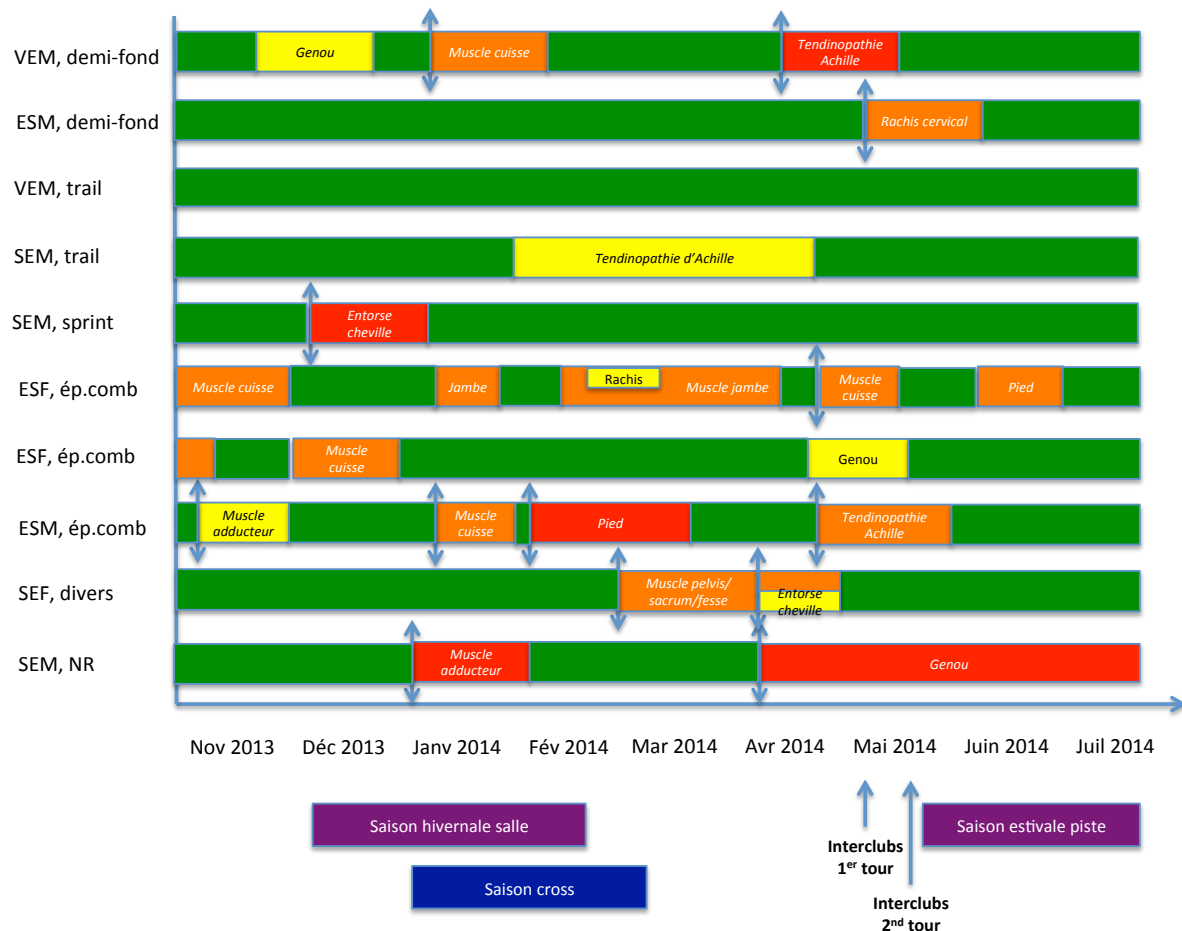 VEM, demi-fond
Genou
Muscle cuisse
Tendinopathie
Achille
ESM, demi-fond
Rachis cervical
VEM, trail
SEM, trail
Tendinopathie d'Achille
SEM, sprint
Entorse
cheville
ESF, ép.comb
Muscle cuisse
Jambe
Rachis
Muscle jambe
Muscle
cuisse
Pied
ESF, ép.comb
Muscle
cuisse
Genou
ESM, ép.comb
Muscle
adducteur
Muscle
cuisse
Pied
Tendinopathie
Achille
SEF, divers
Muscle pelvis/
sacrum/fesse
Entorse
cheville
SEM, NR
Muscle
adducteur
Genou
Nov 2013 Déc 2013 Janv 2014 Fév 2014 Mar 2014 Avr 2014 Mai 2014 Juin 2014 Juil 2014
Saison hivernale salle
Saison estivale piste
Interclubs
1er tour
Saison cross
Interclubs
2nd tour